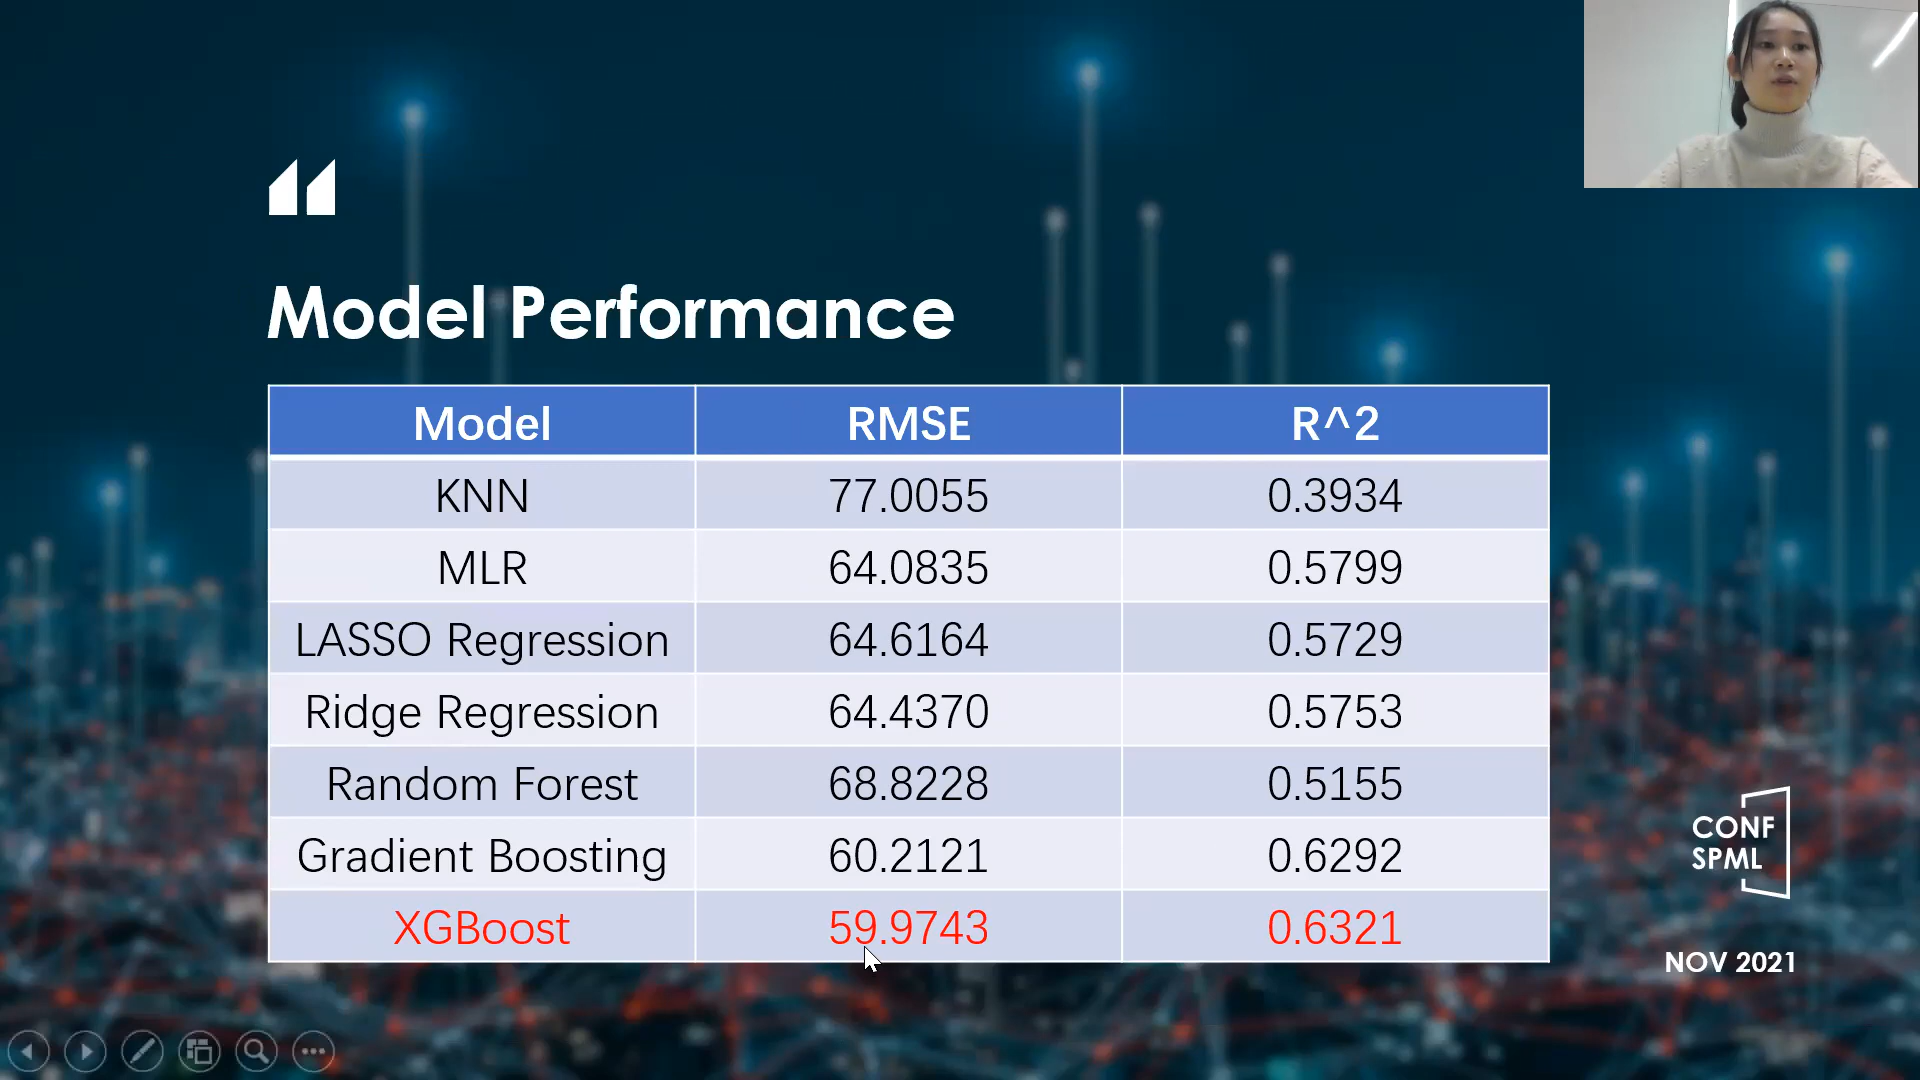 Model Performance
Model RMSE R^2
KNN 77.0055 0.3934
MLR 64.0835 0.5799
LASSO Regression 64.6164 0.5729
Ridge Regression 64.4370 0.5753
Random Forest 68.8228 0.5155
Gradient Boosting 60.2121 0.6292
XGBoost 59.9743 0.6321
CONF
SPML
NOV 2021